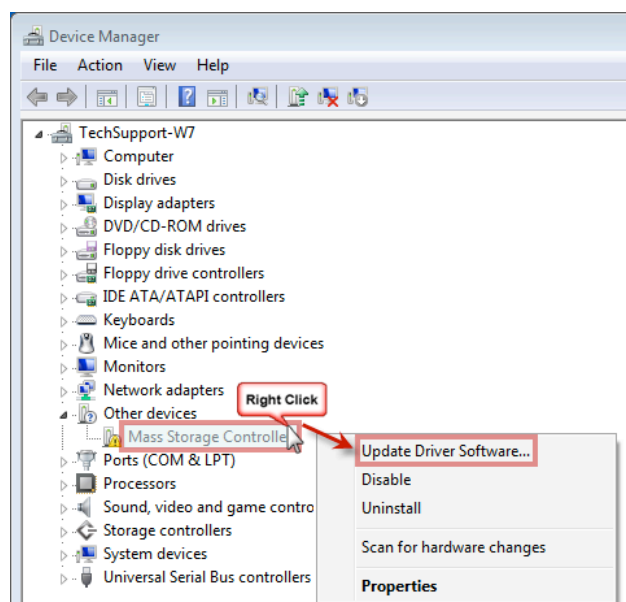 Device Manager
File Action View Help
TechSupport-W7
Computer
Disk drives
Display adapters
DVD/CD-ROM drives
Floppy disk drives
Floppy drive controllers
IDE ATA/ATAPI controllers
Keyboards
Mice and other pointing devices
Monitors
Network adapters
Other devices
Right Click
Mass Storage Controlle
Ports (COM & LPT)
Processors
Sound, video and game contro
Storage controllers
System devices
Universal Serial Bus controllers
Update Driver Software...
Disable
Uninstall
Scan for hardware changes
Properties